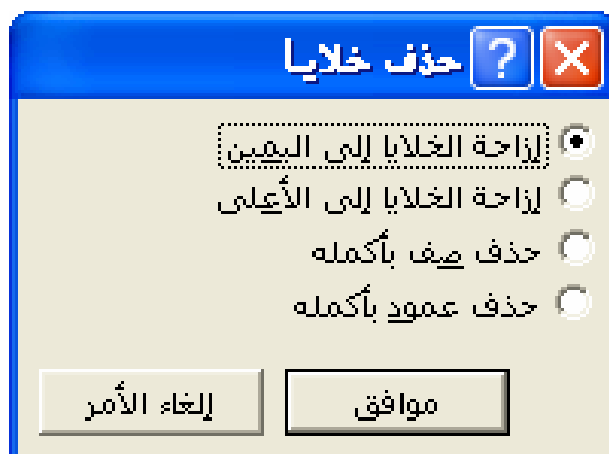 حذف خلايا
إزاحة الخلايا إلى اليمين
إزاحة الخلايا إلى الأعلى
حذف صف بأكمله
حذف عمود بأكمله
موافق
إلغاء الأمر